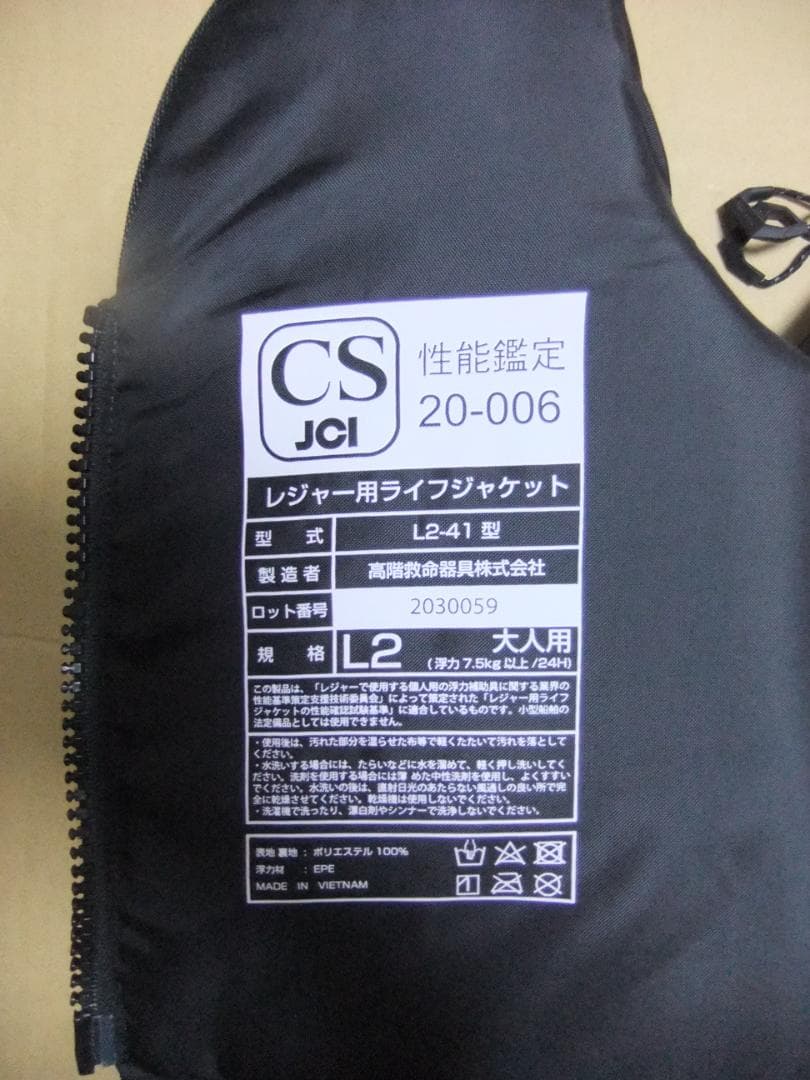 CS
JCI
性能鑑定
20-006
レジャー用ライフジャケット
型 式 L2-41 型
製造者 高階救命器具株式会社
ロット番号 2030059
規 格 L2 大人用
(浮力 7.5kg 以上 /24H)
この製品は、「レジャーで使用する個人用の浮力補助具に関する業界の
性能基準策定支援技術委員会」によって策定された「レジャー用ライフ
ジャケットの性能確認試験基準」に適合しているものです。小型船舶の
法定備品としては使用できません。
・使用後は、汚れた部分を湿らせた布等で軽くたたいて汚れを落として
ください。
・水洗いする場合には、たらいなどに水を溜めて、軽く押し洗いしてく
ださい。洗剤を使用する場合には薄 めた中性洗剤を使用し、よくすすい
でください。水洗いの後は、直射日光のあたらない風通しの良い所で完
全に乾燥させてください。乾燥機は使用しないでください。
・洗濯機で洗ったり、漂白剤やシンナーで洗浄しないでください。
表地 裏地 : ポリエステル 100%
浮力材 : EPE
MADE IN VIETNAM